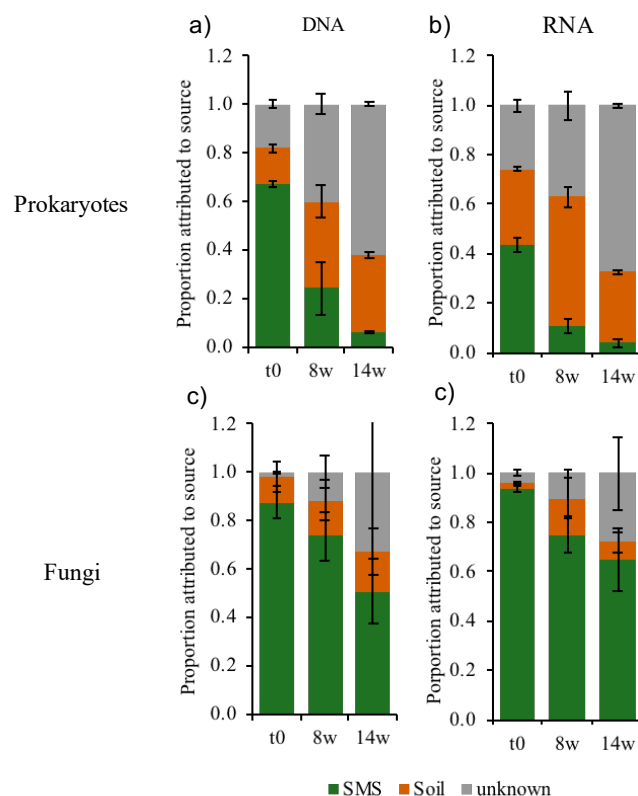 a) DNA
b) RNA
Prokaryotes
Proportion attributed to source
1.2
1.0
0.8
0.6
0.4
0.2
0.0
t0 8w 14w
Porportion attributed to source
1.2
1.0
0.8
0.6
0.4
0.2
0.0
t0 8w 14w
Fungi
c)
Proportion attributed to source
1.2
1.0
0.8
0.6
0.4
0.2
0.0
t0 8w 14w
c)
Porportion attributed to source
1.2
1.0
0.8
0.6
0.4
0.2
0.0
t0 8w 14w
SMS Soil unknown